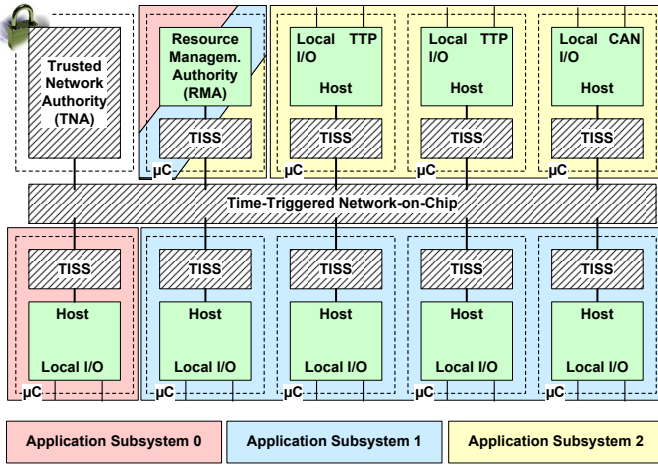 Trusted
Network
Authority
(TNA)
Resource
Managem.
Authority
(RMA)
TISS
µC
Local TTP
I/O
Host
TISS
µC
Local TTP
I/O
Host
TISS
µC
Local CAN
I/O
Host
TISS
µC
Time-Triggered Network-on-Chip
TISS
Host
Local I/O
µC
TISS
Host
Local I/O
µC
TISS
Host
Local I/O
µC
TISS
Host
Local I/O
µC
TISS
Host
Local I/O
µC
Application Subsystem 0
Application Subsystem 1
Application Subsystem 2